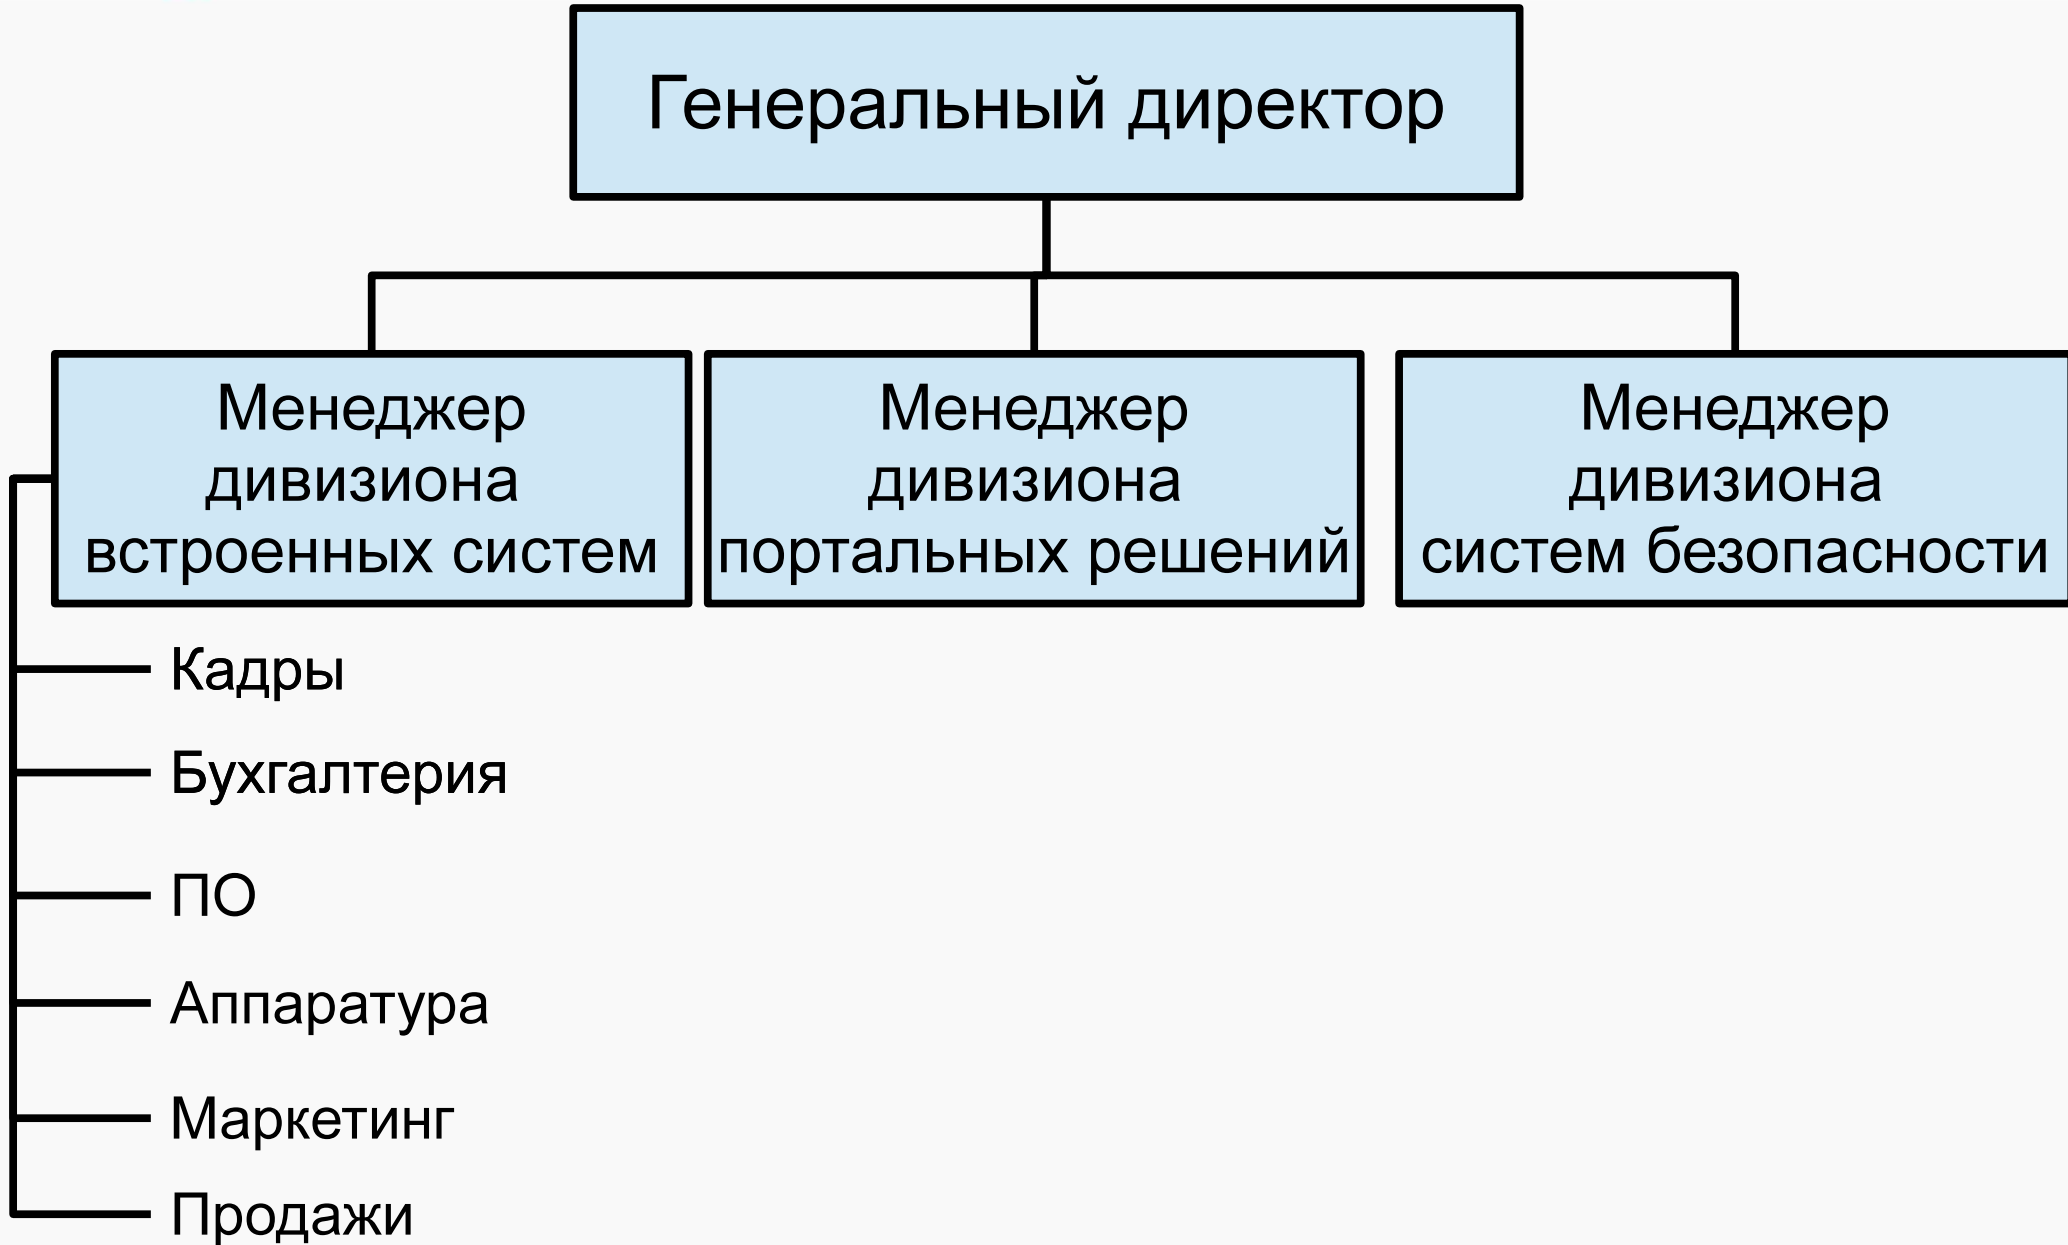 Генеральный директор
Менеджер
дивизиона
встроенных систем
Менеджер
дивизиона
портальных решений
Менеджер
дивизиона
систем безопасности
Кадры
Бухгалтерия
ПО
Аппаратура
Маркетинг
Продажи